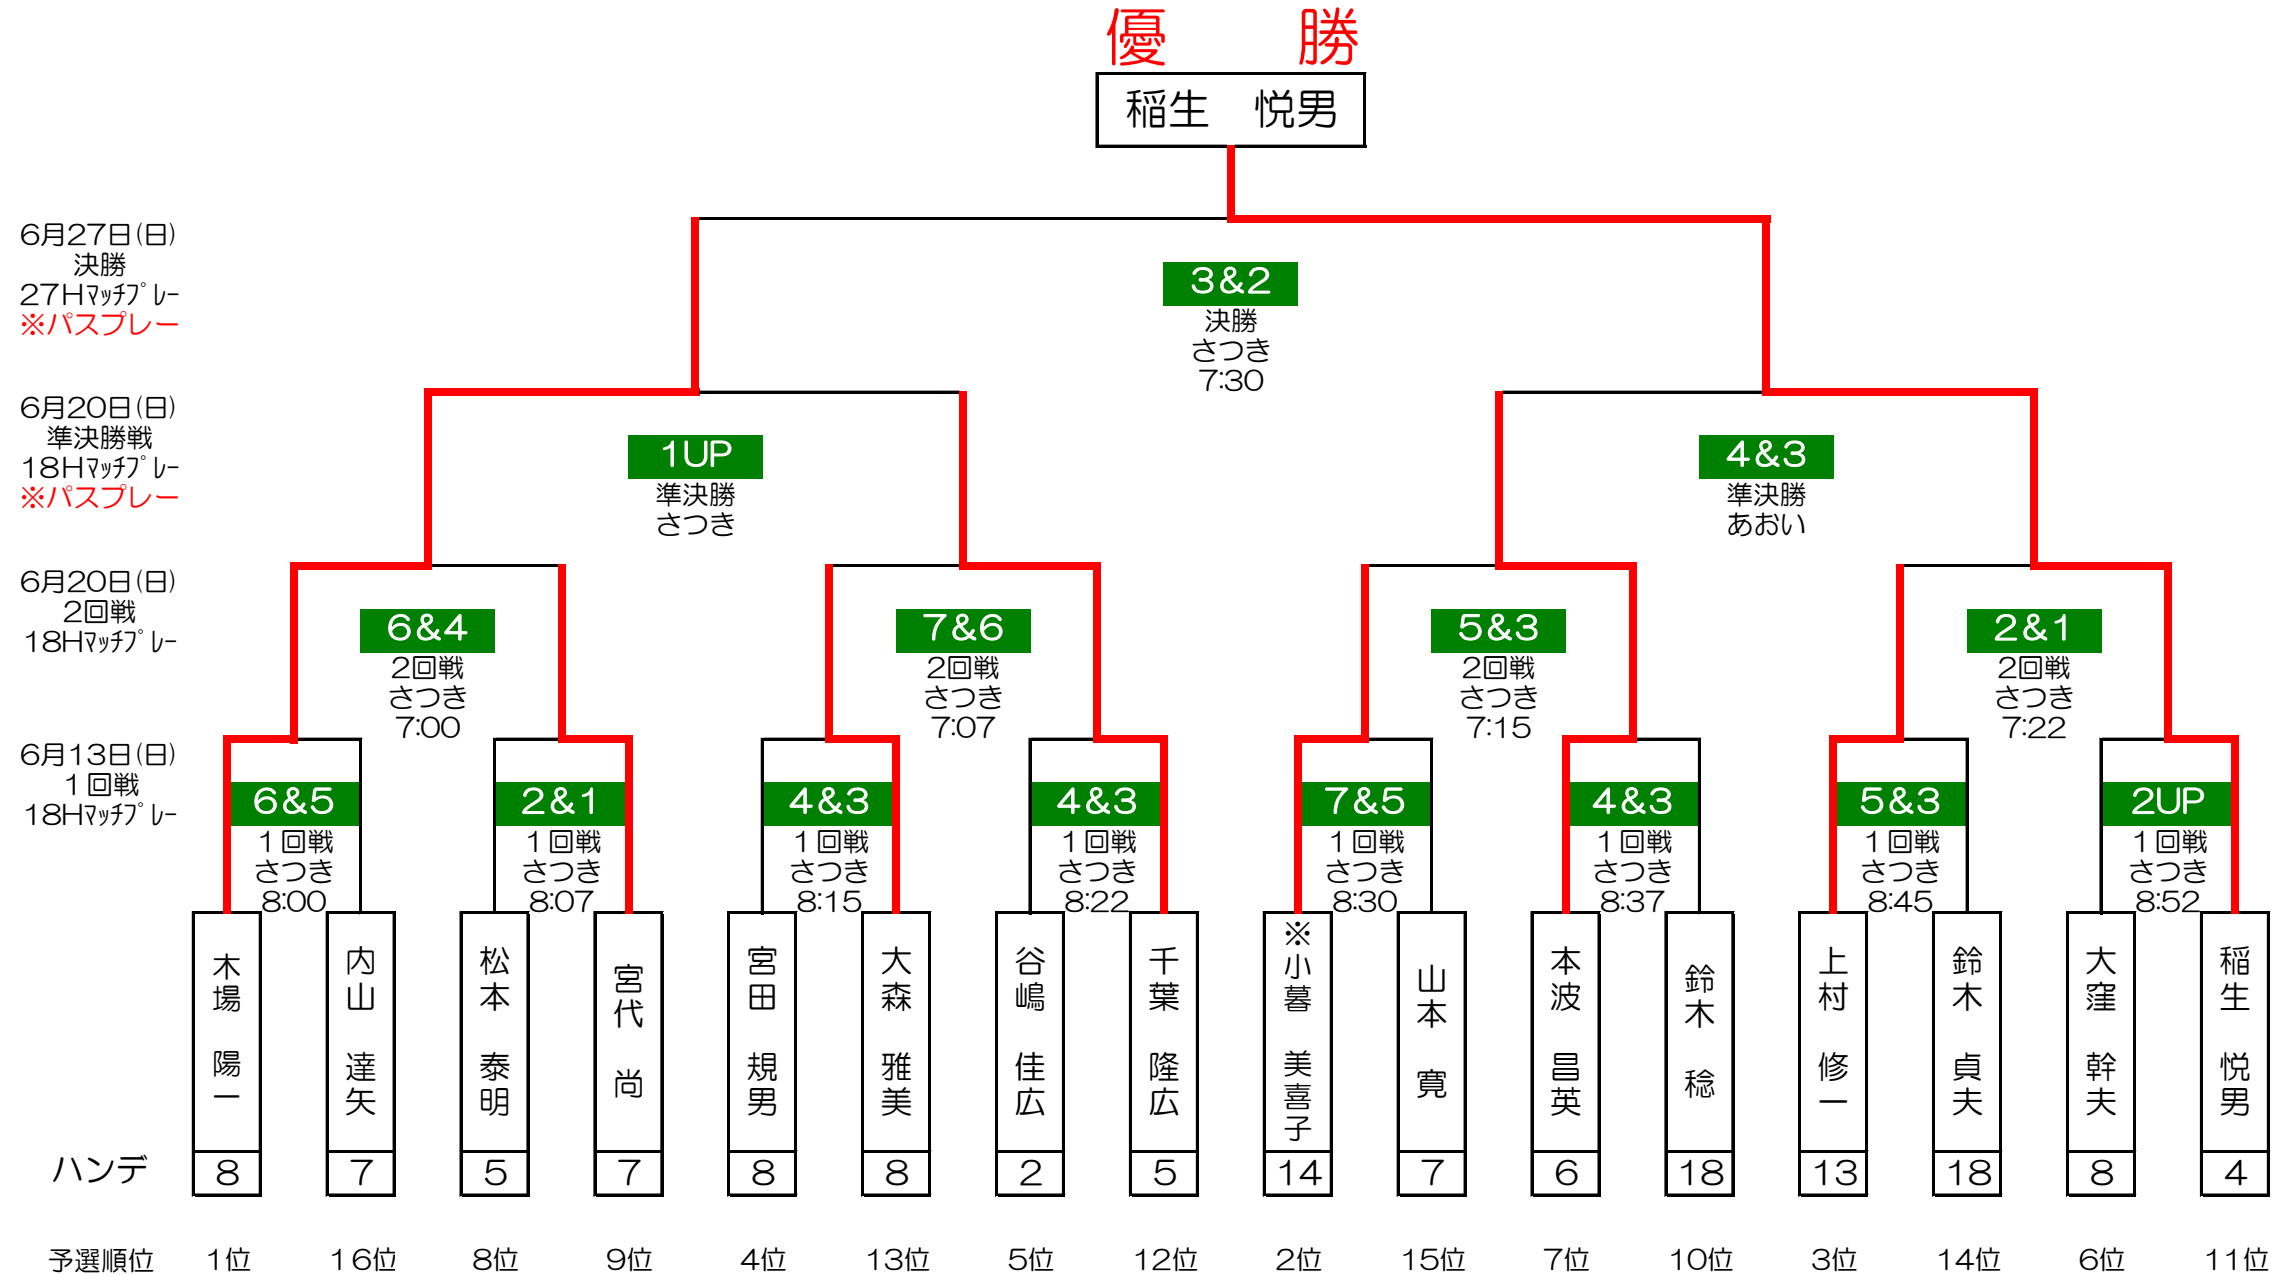 優　勝
稲生　悦男
6月27日(日)
決勝
27Hﾏｯﾁﾌﾟﾚｰ
※パスプレー
3&2
決勝
さつき
7:30
6月20日(日)
準決勝戦
18Hﾏｯﾁﾌﾟﾚｰ
※パスプレー
1UP
準決勝
さつき
4&3
準決勝
あおい
6月20日(日)
2回戦
18Hﾏｯﾁﾌﾟﾚｰ
6&4
2回戦
さつき
7:00
7&6
2回戦
さつき
7:07
5&3
2回戦
さつき
7:15
2&1
2回戦
さつき
7:22
6月13日(日)
1回戦
18Hﾏｯﾁﾌﾟﾚｰ
6&5
1回戦
さつき
8:00
2&1
1回戦
さつき
8:07
4&3
1回戦
さつき
8:15
4&3
1回戦
さつき
8:22
7&5
1回戦
さつき
8:30
4&3
1回戦
さつき
8:37
5&3
1回戦
さつき
8:45
2UP
1回戦
さつき
8:52
木場　陽一
内山　達矢
松本　泰明
宮代　尚
宮田　規男
大森　雅美
谷嶋　佳広
千葉　隆広
※小暮　美喜子
山本　寛
本波　昌英
鈴木　稔
上村　修一
鈴木　貞夫
大窪　幹夫
稲生　悦男
ハンデ 8 7 5 7 8 8 2 5 14 7 6 18 13 18 8 4
予選順位 1位 16位 8位 9位 4位 13位 5位 12位 2位 15位 7位 10位 3位 14位 6位 11位